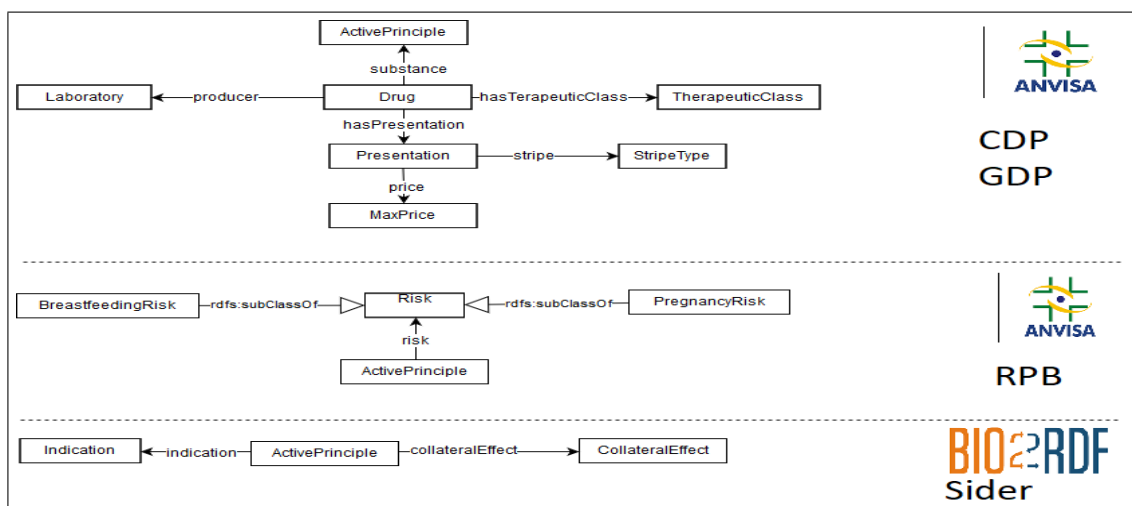 ActivePrinciple
substance
Laboratory
producer
Drug
hasTerapeuticClass
TherapeuticClass
hasPresentation
Presentation
stripe
StripeType
price
MaxPrice
ANVISA
CDP
GDP
BreastfeedingRisk
rdfs:subClassOf
Risk
rdfs:subClassOf
PregnancyRisk
risk
ActivePrinciple
ANVISA
RPB
Indication
indication
ActivePrinciple
collateralEffect
CollateralEffect
BIO2RDF
Sider